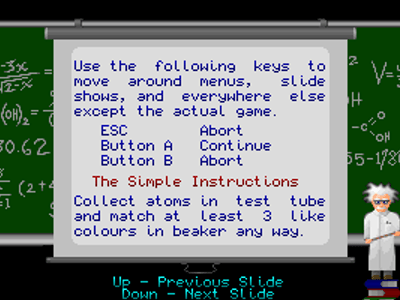 Use the following keys to
move around menus, slide
shows, and everywhere else
except the actual game.
ESC Abort
Button A Continue
Button B Abort
The Simple Instructions
Collect atoms in test tube
and match at least 3 like
colours in beaker any way.
Up - Previous Slide
Down - Next Slide